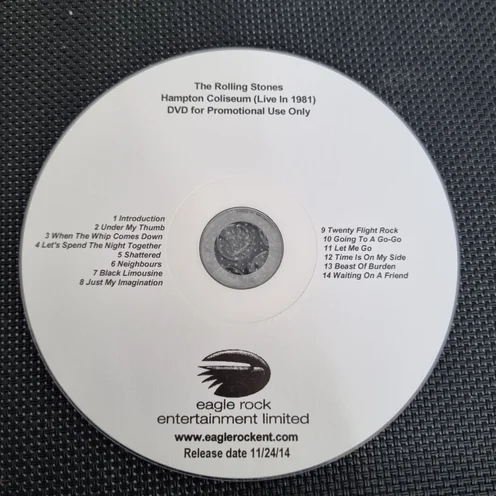 The Rolling Stones
Hampton Coliseum (Live In 1981)
DVD for Promotional Use Only
1 Introduction
2 Under My Thumb
3 When The Whip Comes Down
4 Let's Spend The Night Together
5 Shattered
6 Neighbours
7 Black Limousine
8 Just My Imagination
9 Twenty Flight Rock
10 Going To A Go-Go
11 Let Me Go
12 Time Is On My Side
13 Beast Of Burden
14 Waiting On A Friend
eagle rock
entertainment limited
www.eaglerockent.com
Release date 11/24/14